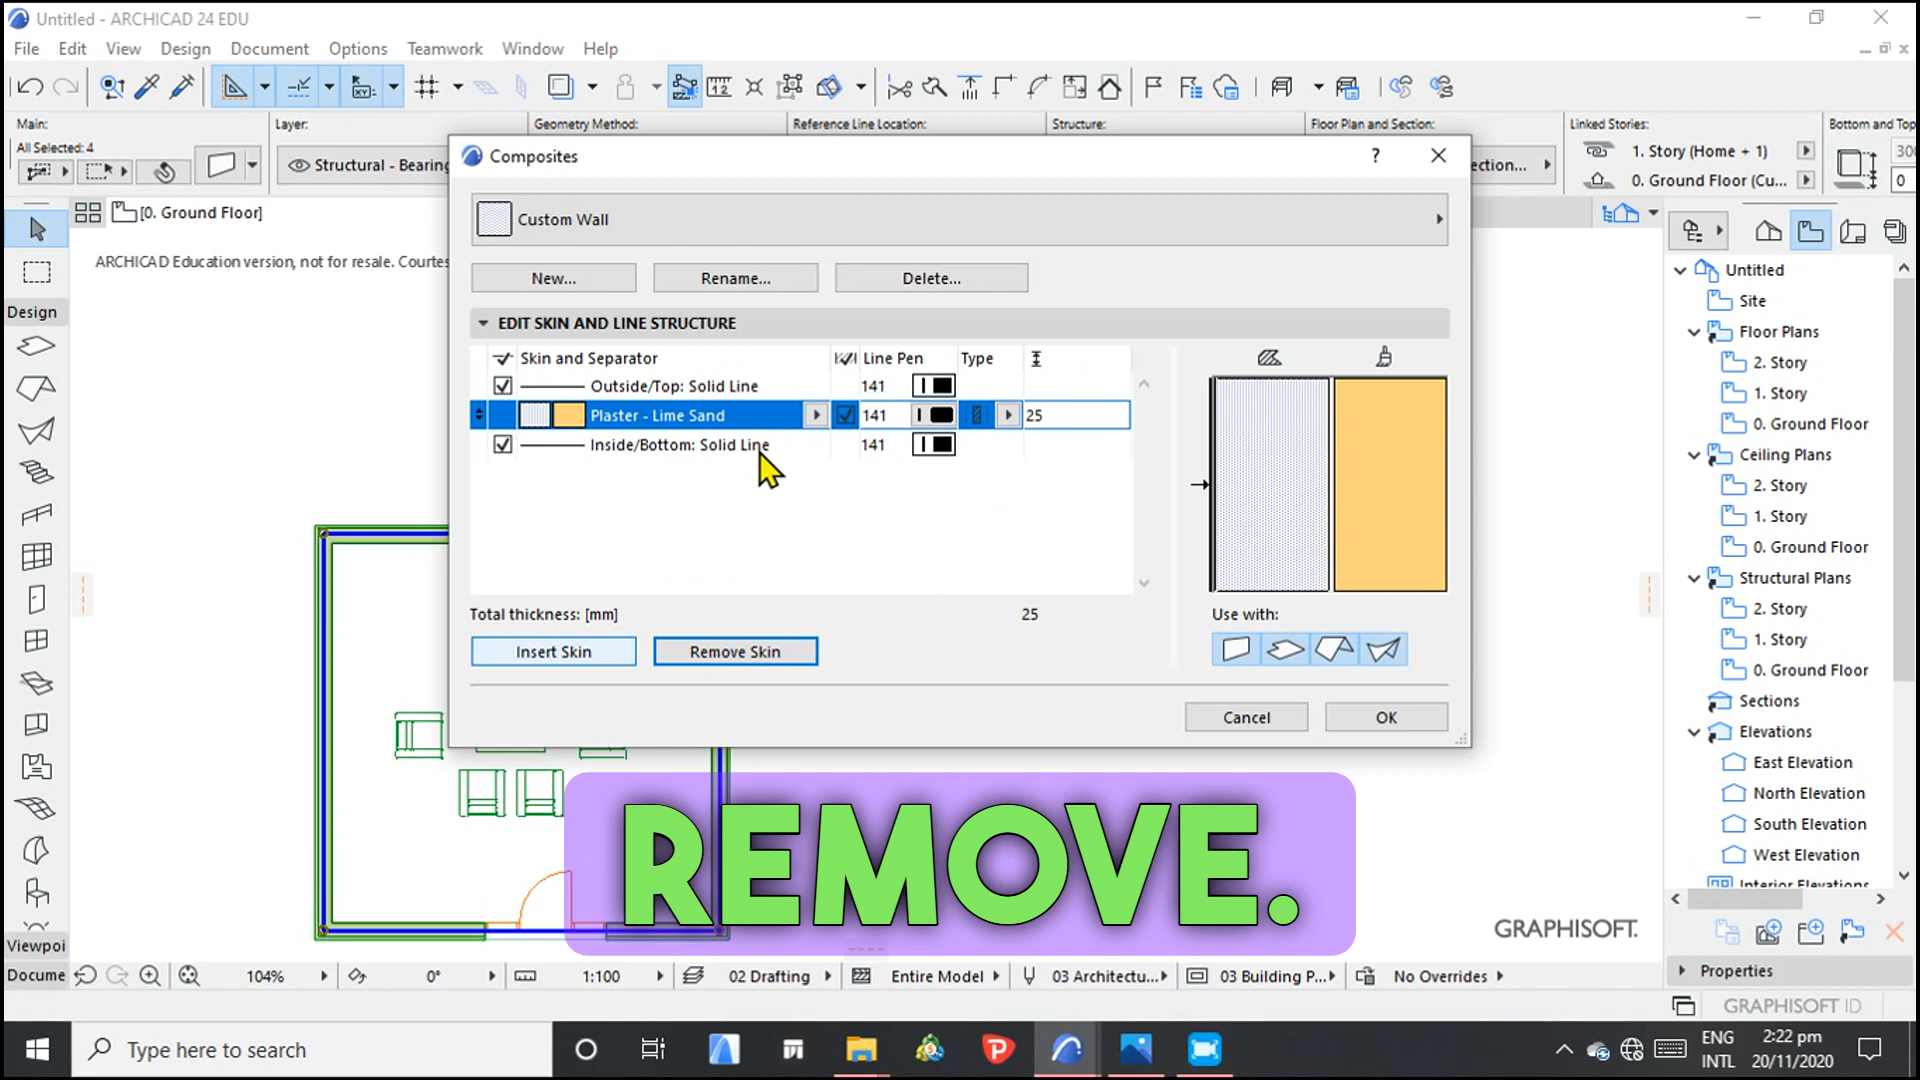 Untitled - ARCHICAD 24 EDU
File Edit View Design Document Options Teamwork Window Help
Main: Layer: Geometry Method: Reference Line Location: Structure: Floor Plan and Section: Linked Stories: Bottom and Top
All Selected: 4
Structural - Bearing
ection...
1. Story (Home + 1)
0. Ground Floor (Cu...
300
0
[0. Ground Floor]
ARCHICAD Education version, not for resale. Courtes
Design
Viewpoi
Docume
Composites
?
Custom Wall
New... Rename... Delete...
EDIT SKIN AND LINE STRUCTURE
Skin and Separator Line Pen Type
Outside/Top: Solid Line 141
Plaster - Lime Sand 141 25
Inside/Bottom: Solid Line 141
Total thickness: [mm] 25
Use with:
Insert Skin Remove Skin
Cancel OK
Untitled
Site
Floor Plans
2. Story
1. Story
0. Ground Floor
Ceiling Plans
2. Story
1. Story
0. Ground Floor
Structural Plans
2. Story
1. Story
0. Ground Floor
Sections
Elevations
East Elevation
North Elevation
South Elevation
West Elevation
Interior Elevations
REMOVE.
GRAPHISOFT.
104% 0° 1:100 02 Drafting Entire Model 03 Architectu... 03 Building P... No Overrides
Properties
GRAPHISOFT ID
Type here to search
ENG
INTL
2:22 pm
20/11/2020